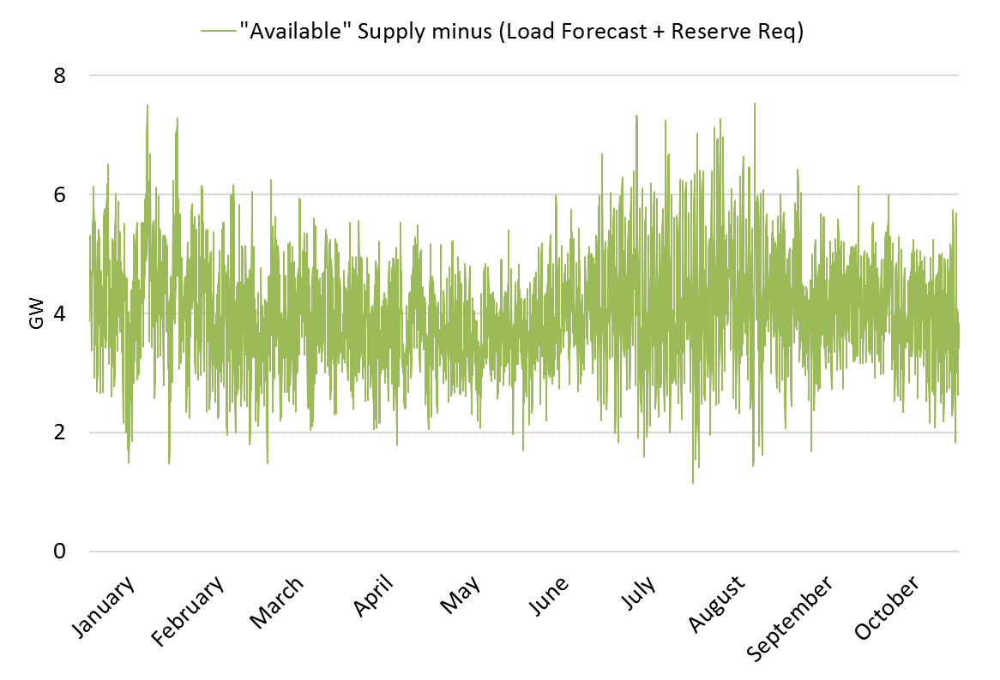 "Available" Supply minus (Load Forecast + Reserve Req)
8
6
4
2
0
GW
January
February
March
April
May
June
July
August
September
October